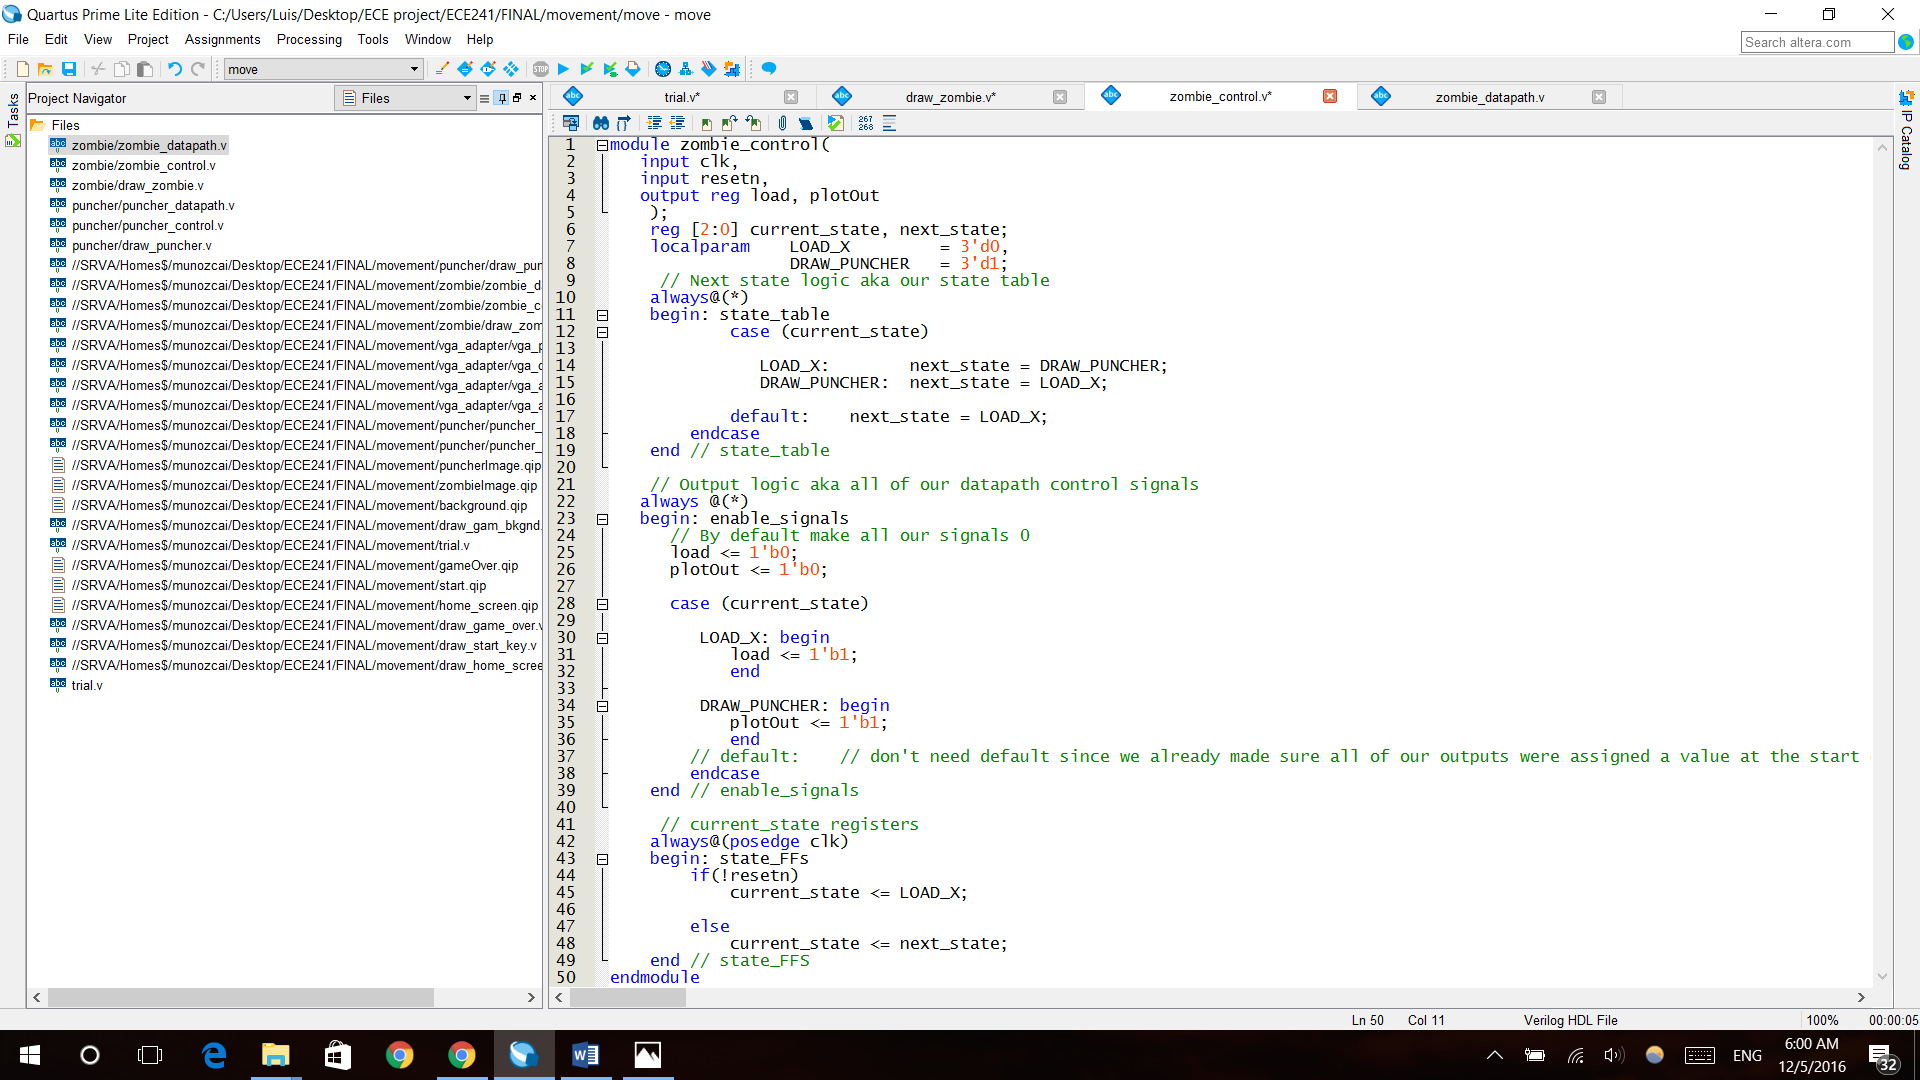 Quartus Prime Lite Edition - C:/Users/Luis/Desktop/ECE project/ECE241/FINAL/movement/move - move
File Edit View Project Assignments Processing Tools Window Help
Search altera.com
move
Tasks
Project Navigator
Files
Files
zombie/zombie_datapath.v
zombie/zombie_control.v
zombie/draw_zombie.v
puncher/puncher_datapath.v
puncher/puncher_control.v
puncher/draw_puncher.v
//SRVA/Homes$/munozcai/Desktop/ECE241/FINAL/movement/puncher/draw_pun
//SRVA/Homes$/munozcai/Desktop/ECE241/FINAL/movement/zombie/zombie_d
//SRVA/Homes$/munozcai/Desktop/ECE241/FINAL/movement/zombie/zombie_c
//SRVA/Homes$/munozcai/Desktop/ECE241/FINAL/movement/zombie/draw_zom
//SRVA/Homes$/munozcai/Desktop/ECE241/FINAL/movement/vga_adapter/vga_p
//SRVA/Homes$/munozcai/Desktop/ECE241/FINAL/movement/vga_adapter/vga_c
//SRVA/Homes$/munozcai/Desktop/ECE241/FINAL/movement/vga_adapter/vga_a
//SRVA/Homes$/munozcai/Desktop/ECE241/FINAL/movement/vga_adapter/vga_a
//SRVA/Homes$/munozcai/Desktop/ECE241/FINAL/movement/puncher/puncher_
//SRVA/Homes$/munozcai/Desktop/ECE241/FINAL/movement/puncher/puncher_
//SRVA/Homes$/munozcai/Desktop/ECE241/FINAL/movement/puncherImage.qip
//SRVA/Homes$/munozcai/Desktop/ECE241/FINAL/movement/zombieImage.qip
//SRVA/Homes$/munozcai/Desktop/ECE241/FINAL/movement/background.qip
//SRVA/Homes$/munozcai/Desktop/ECE241/FINAL/movement/draw_gam_bkgnd.
//SRVA/Homes$/munozcai/Desktop/ECE241/FINAL/movement/trial.v
//SRVA/Homes$/munozcai/Desktop/ECE241/FINAL/movement/gameOver.qip
//SRVA/Homes$/munozcai/Desktop/ECE241/FINAL/movement/start.qip
//SRVA/Homes$/munozcai/Desktop/ECE241/FINAL/movement/home_screen.qip
//SRVA/Homes$/munozcai/Desktop/ECE241/FINAL/movement/draw_game_over.v
//SRVA/Homes$/munozcai/Desktop/ECE241/FINAL/movement/draw_start_key.v
//SRVA/Homes$/munozcai/Desktop/ECE241/FINAL/movement/draw_home_scree
trial.v
trial.v* draw_zombie.v* zombie_control.v* zombie_datapath.v
267
268
IP Catalog
1 module zombie_control(
2 input clk,
3 input resetn,
4 output reg load, plotOut
5 );
6 reg [2:0] current_state, next_state;
7 localparam LOAD_X = 3'd0,
8 DRAW_PUNCHER = 3'd1;
9 // Next state logic aka our state table
10 always@(*)
11 begin: state_table
12 case (current_state)
13
14 LOAD_X: next_state = DRAW_PUNCHER;
15 DRAW_PUNCHER: next_state = LOAD_X;
16
17 default: next_state = LOAD_X;
18 endcase
19 end // state_table
20
21 // Output logic aka all of our datapath control signals
22 always @(*)
23 begin: enable_signals
24 // By default make all our signals 0
25 load <= 1'b0;
26 plotOut <= 1'b0;
27
28 case (current_state)
29
30 LOAD_X: begin
31 load <= 1'b1;
32 end
33
34 DRAW_PUNCHER: begin
35 plotOut <= 1'b1;
36 end
37 // default: // don't need default since we already made sure all of our outputs were assigned a value at the start
38 endcase
39 end // enable_signals
40
41 // current_state registers
42 always@(posedge clk)
43 begin: state_FFs
44 if(!resetn)
45 current_state <= LOAD_X;
46
47 else
48 current_state <= next_state;
49 end // state_FFS
50 endmodule
Ln 50 Col 11 Verilog HDL File 100% 00:00:05
ENG
6:00 AM
12/5/2016
32